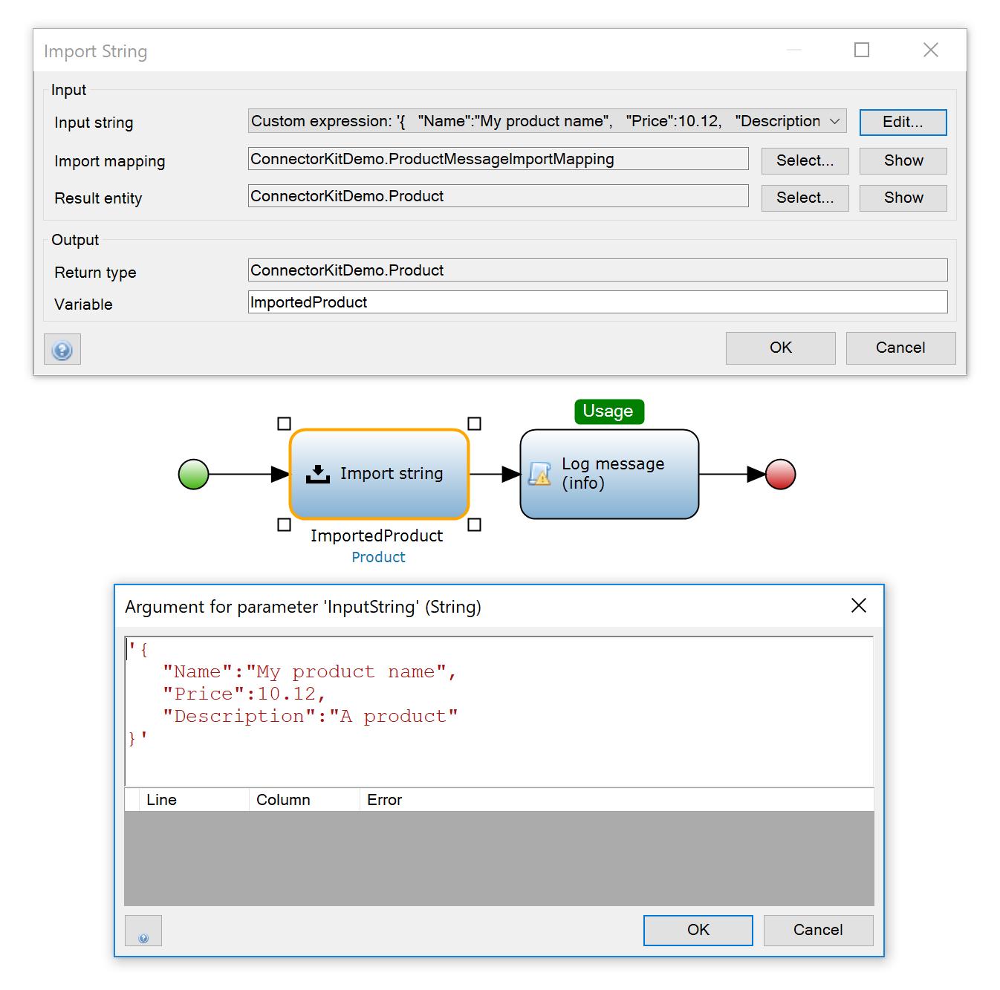 Import String
Input
Input string
Custom expression: '{   "Name":"My product name",   "Price":10.12,   "Description
Edit...
Import mapping
ConnectorKitDemo.ProductMessageImportMapping
Select...
Show
Result entity
ConnectorKitDemo.Product
Select...
Show
Output
Return type
ConnectorKitDemo.Product
Variable
ImportedProduct
OK
Cancel
Usage
Import string
Log message
(info)
ImportedProduct
Product
Argument for parameter 'InputString' (String)
'{
   "Name":"My product name",
   "Price":10.12,
   "Description":"A product"
}'
Line
Column
Error
OK
Cancel